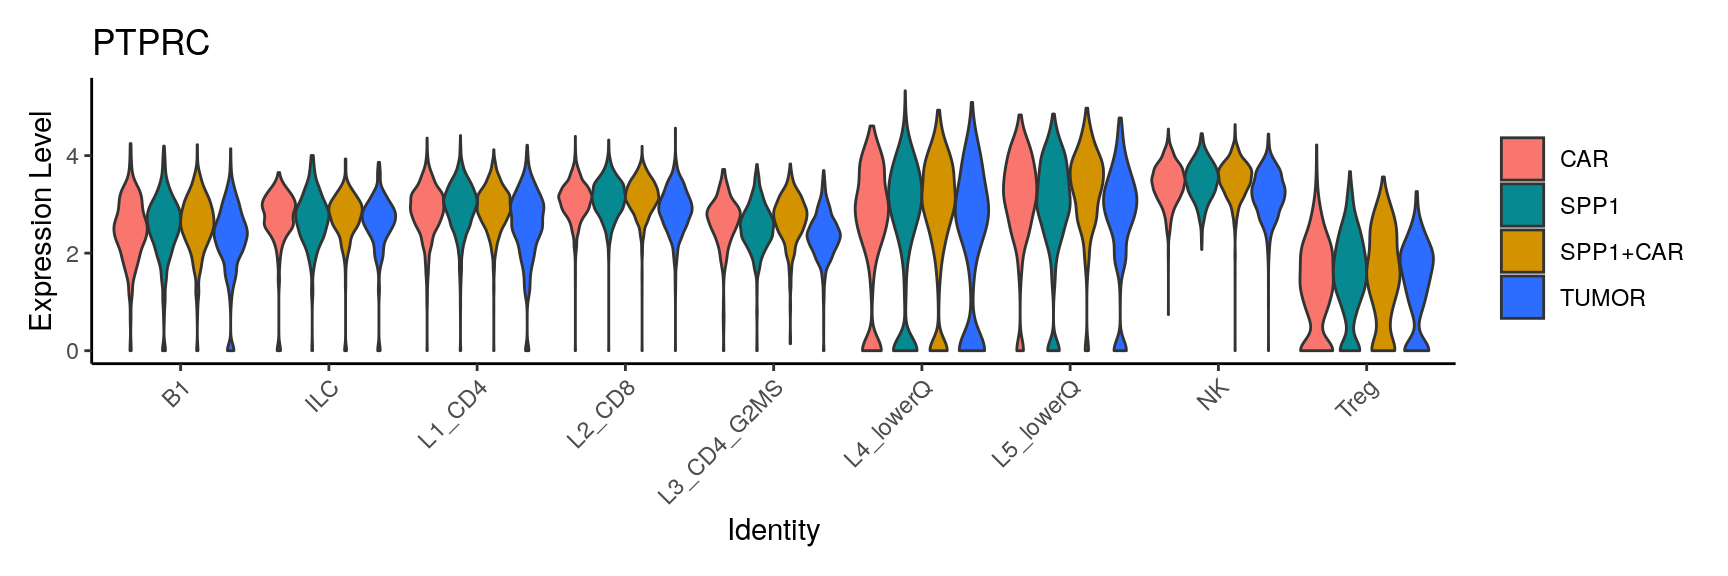 PTPRC
Expression Level
4
2
0
B1
ILC
L1_CD4
L2_CD8
L3_CD4_G2MS
L4_lowerQ
L5_lowerQ
NK
Treg
Identity
CAR
SPP1
SPP1+CAR
TUMOR